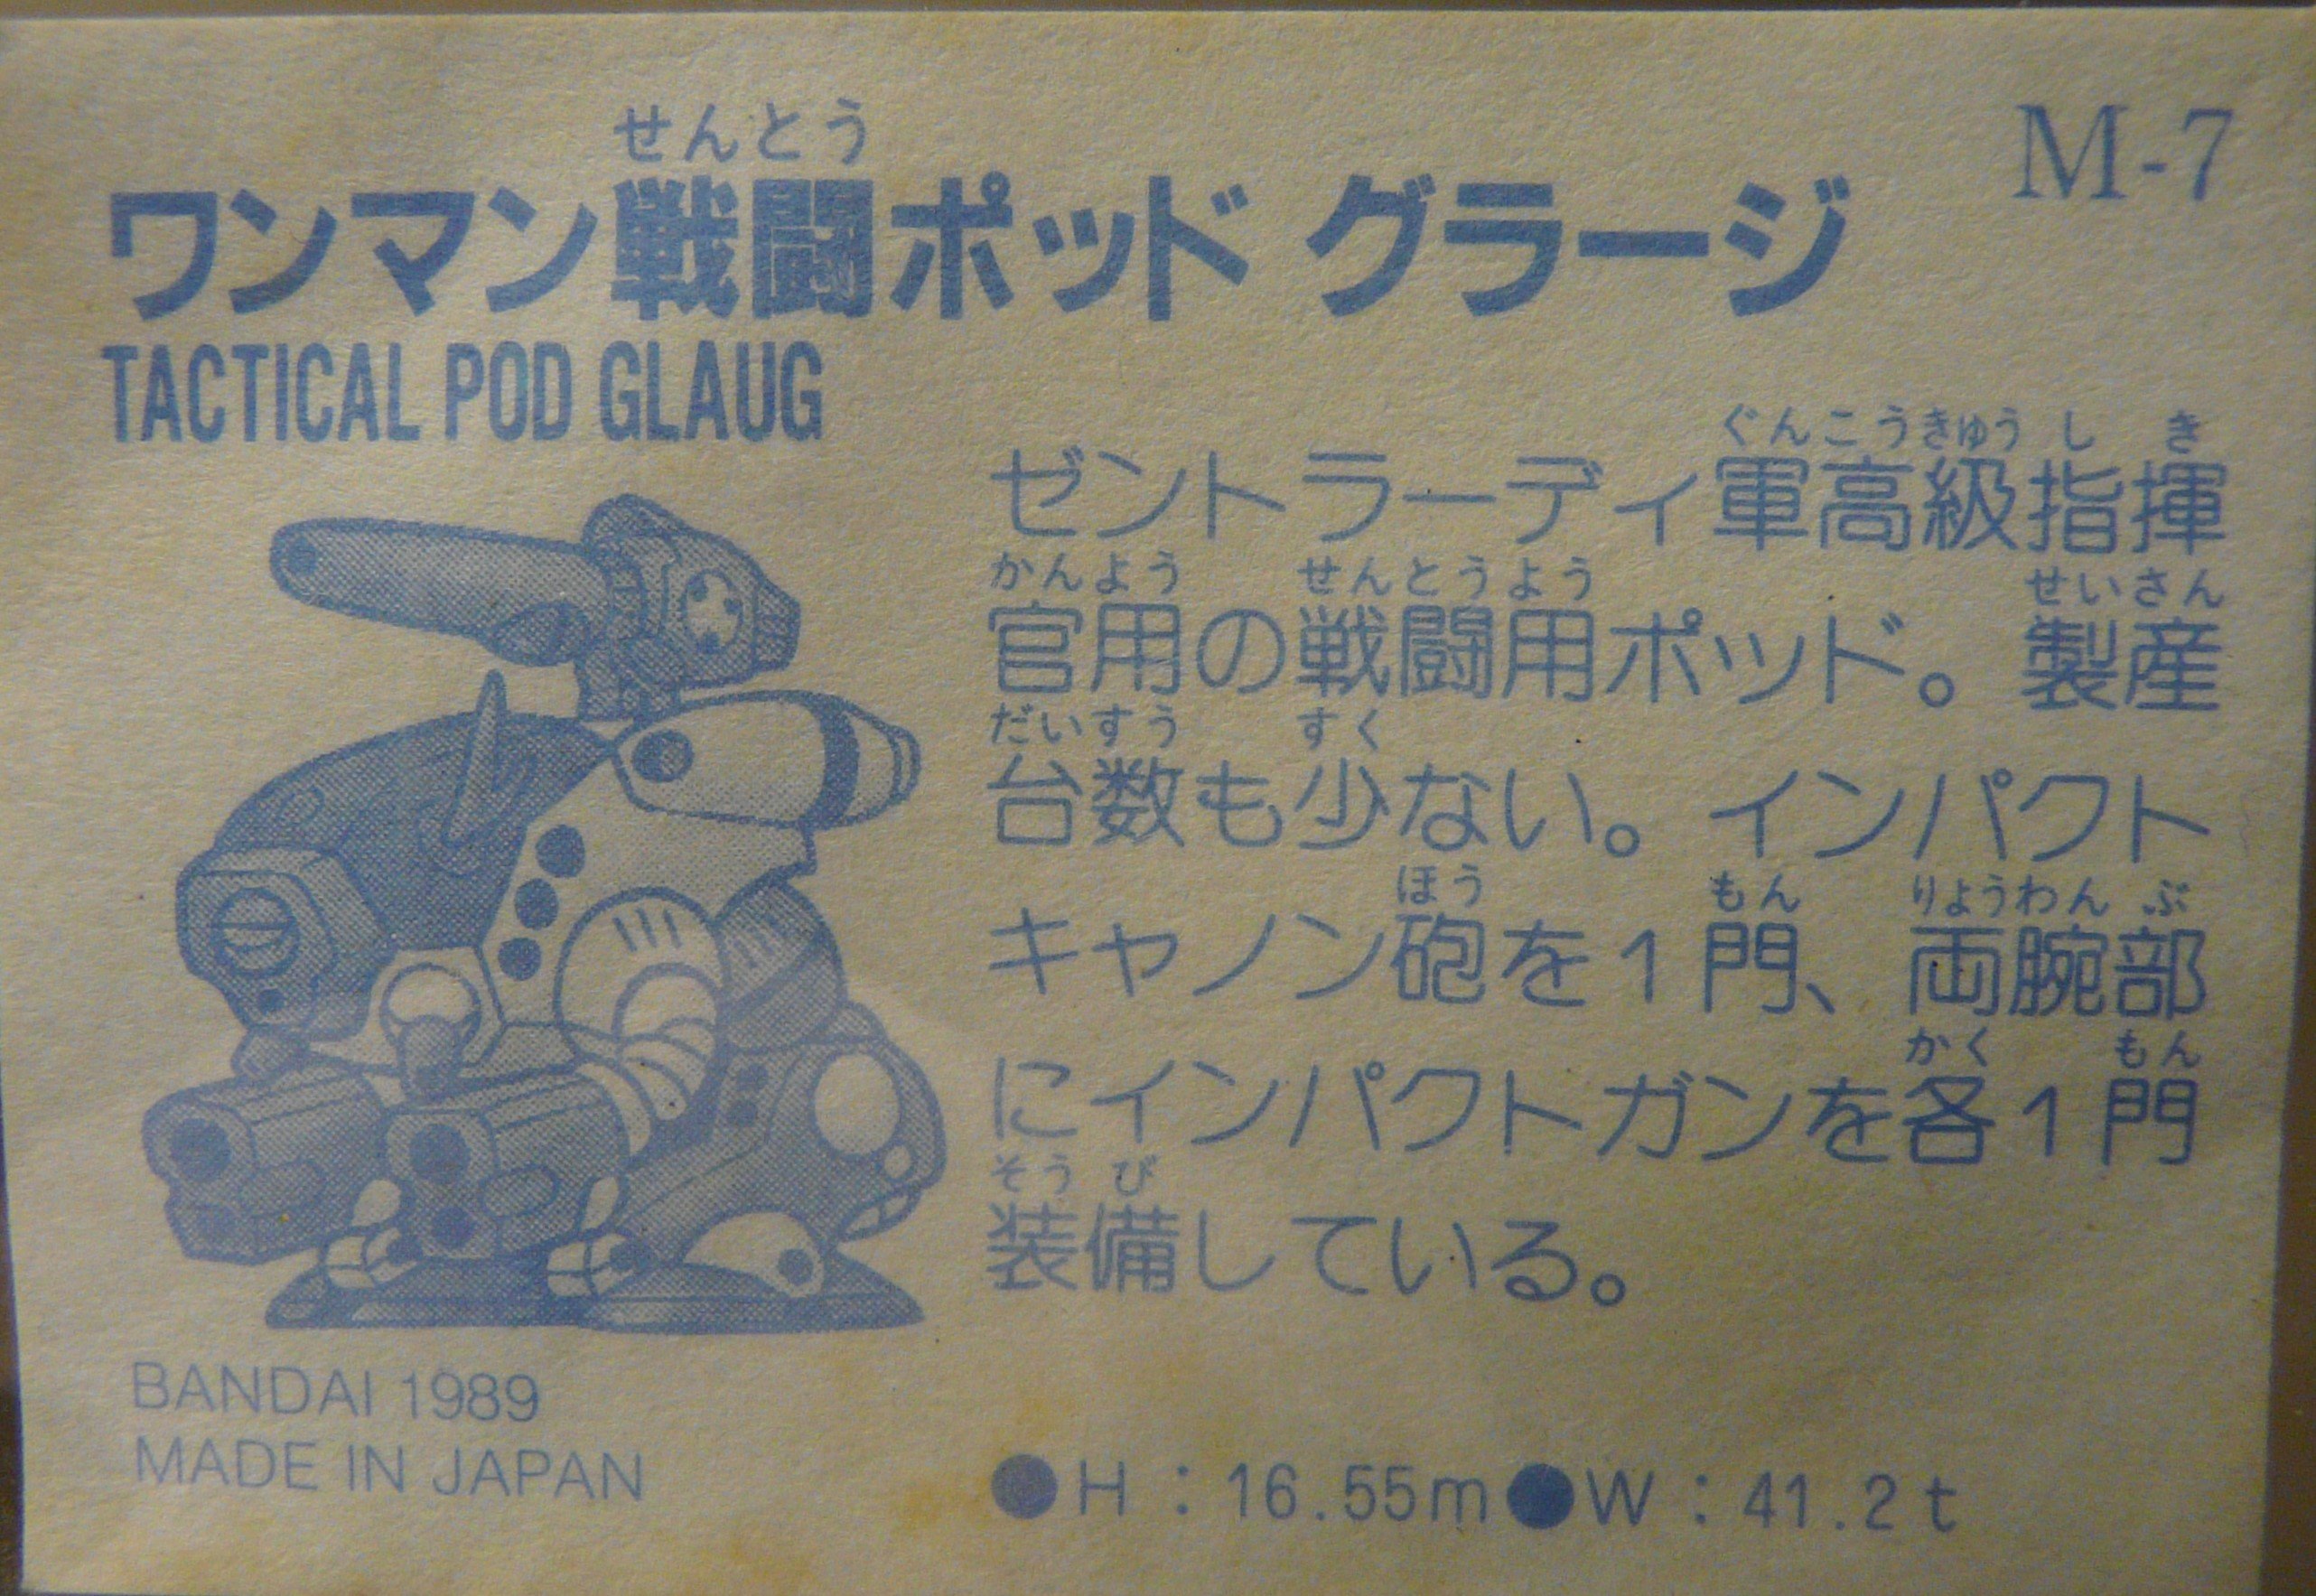 M-7
せんとう
ワンマン戦闘ポッド グラージ
TACTICAL POD GLAUG
ぐんこうきゅう し き
ゼントラーディ軍高級指揮
かんよう せんとうよう せいさん
官用の戦闘用ポッド。製産
だいすう すく
台数も少ない。インパクト
ほう もん りょうわん ぶ
キャノン砲を1門、両腕部
かく もん
にインパクトガンを各1門
そう び
装備している。
BANDAI 1989
MADE IN JAPAN
●H：16.55m●W：41.2t